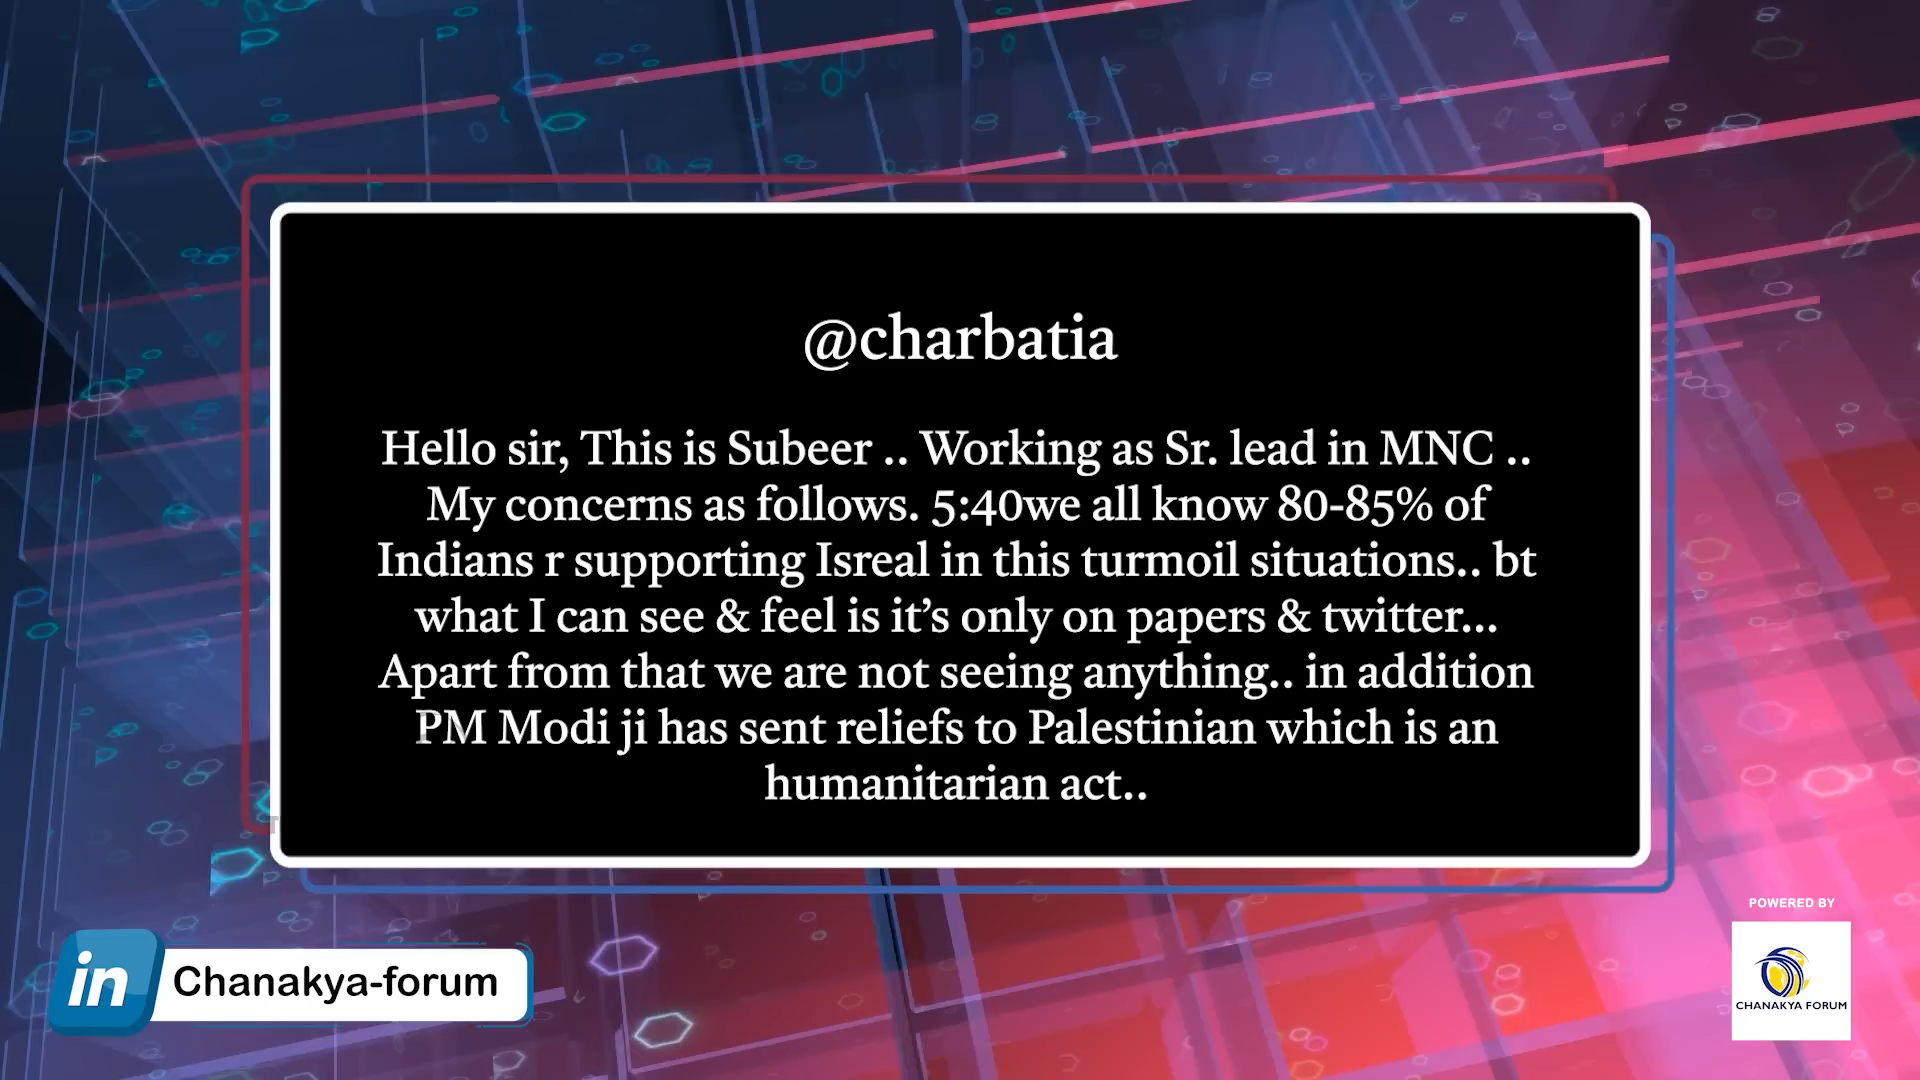 @charbatia
Hello sir, This is Subeer .. Working as Sr. lead in MNC ..
My concerns as follows. 5:40we all know 80-85% of
Indians r supporting Isreal in this turmoil situations.. bt
what I can see & feel is it's only on papers & twitter...
Apart from that we are not seeing anything.. in addition
PM Modi ji has sent reliefs to Palestinian which is an
humanitarian act..
in Chanakya-forum
POWERED BY
CHANAKYA FORUM